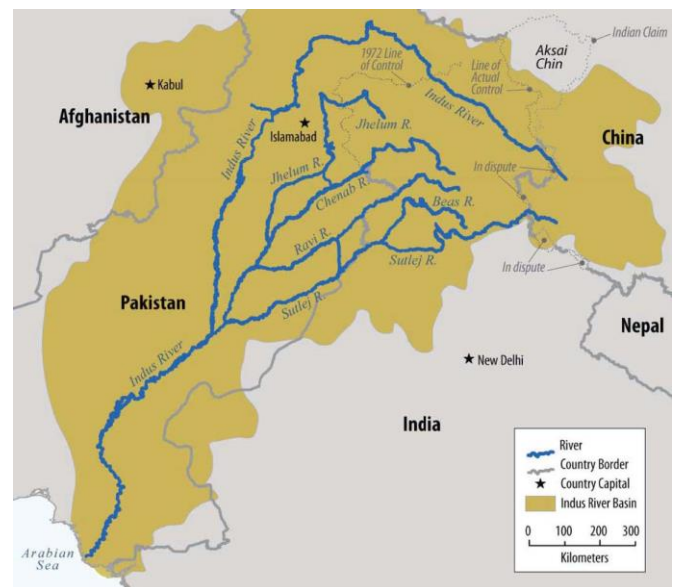 Indian Claim
Aksai
Chin
1972 Line
of Control
Line of
Actual
Control
Kabul
Afghanistan
Islamabad
Indus River
Indus River
Jhelum R.
China
Jhelum R.
Chenab R.
In dispute
Beas R.
Ravi R.
Sutlej R.
In dispute
Pakistan
Sutlej R.
Nepal
Indus River
New Delhi
India
River
Country Border
Country Capital
Indus River Basin
0 100 200 300
Kilometers
Arabian
Sea